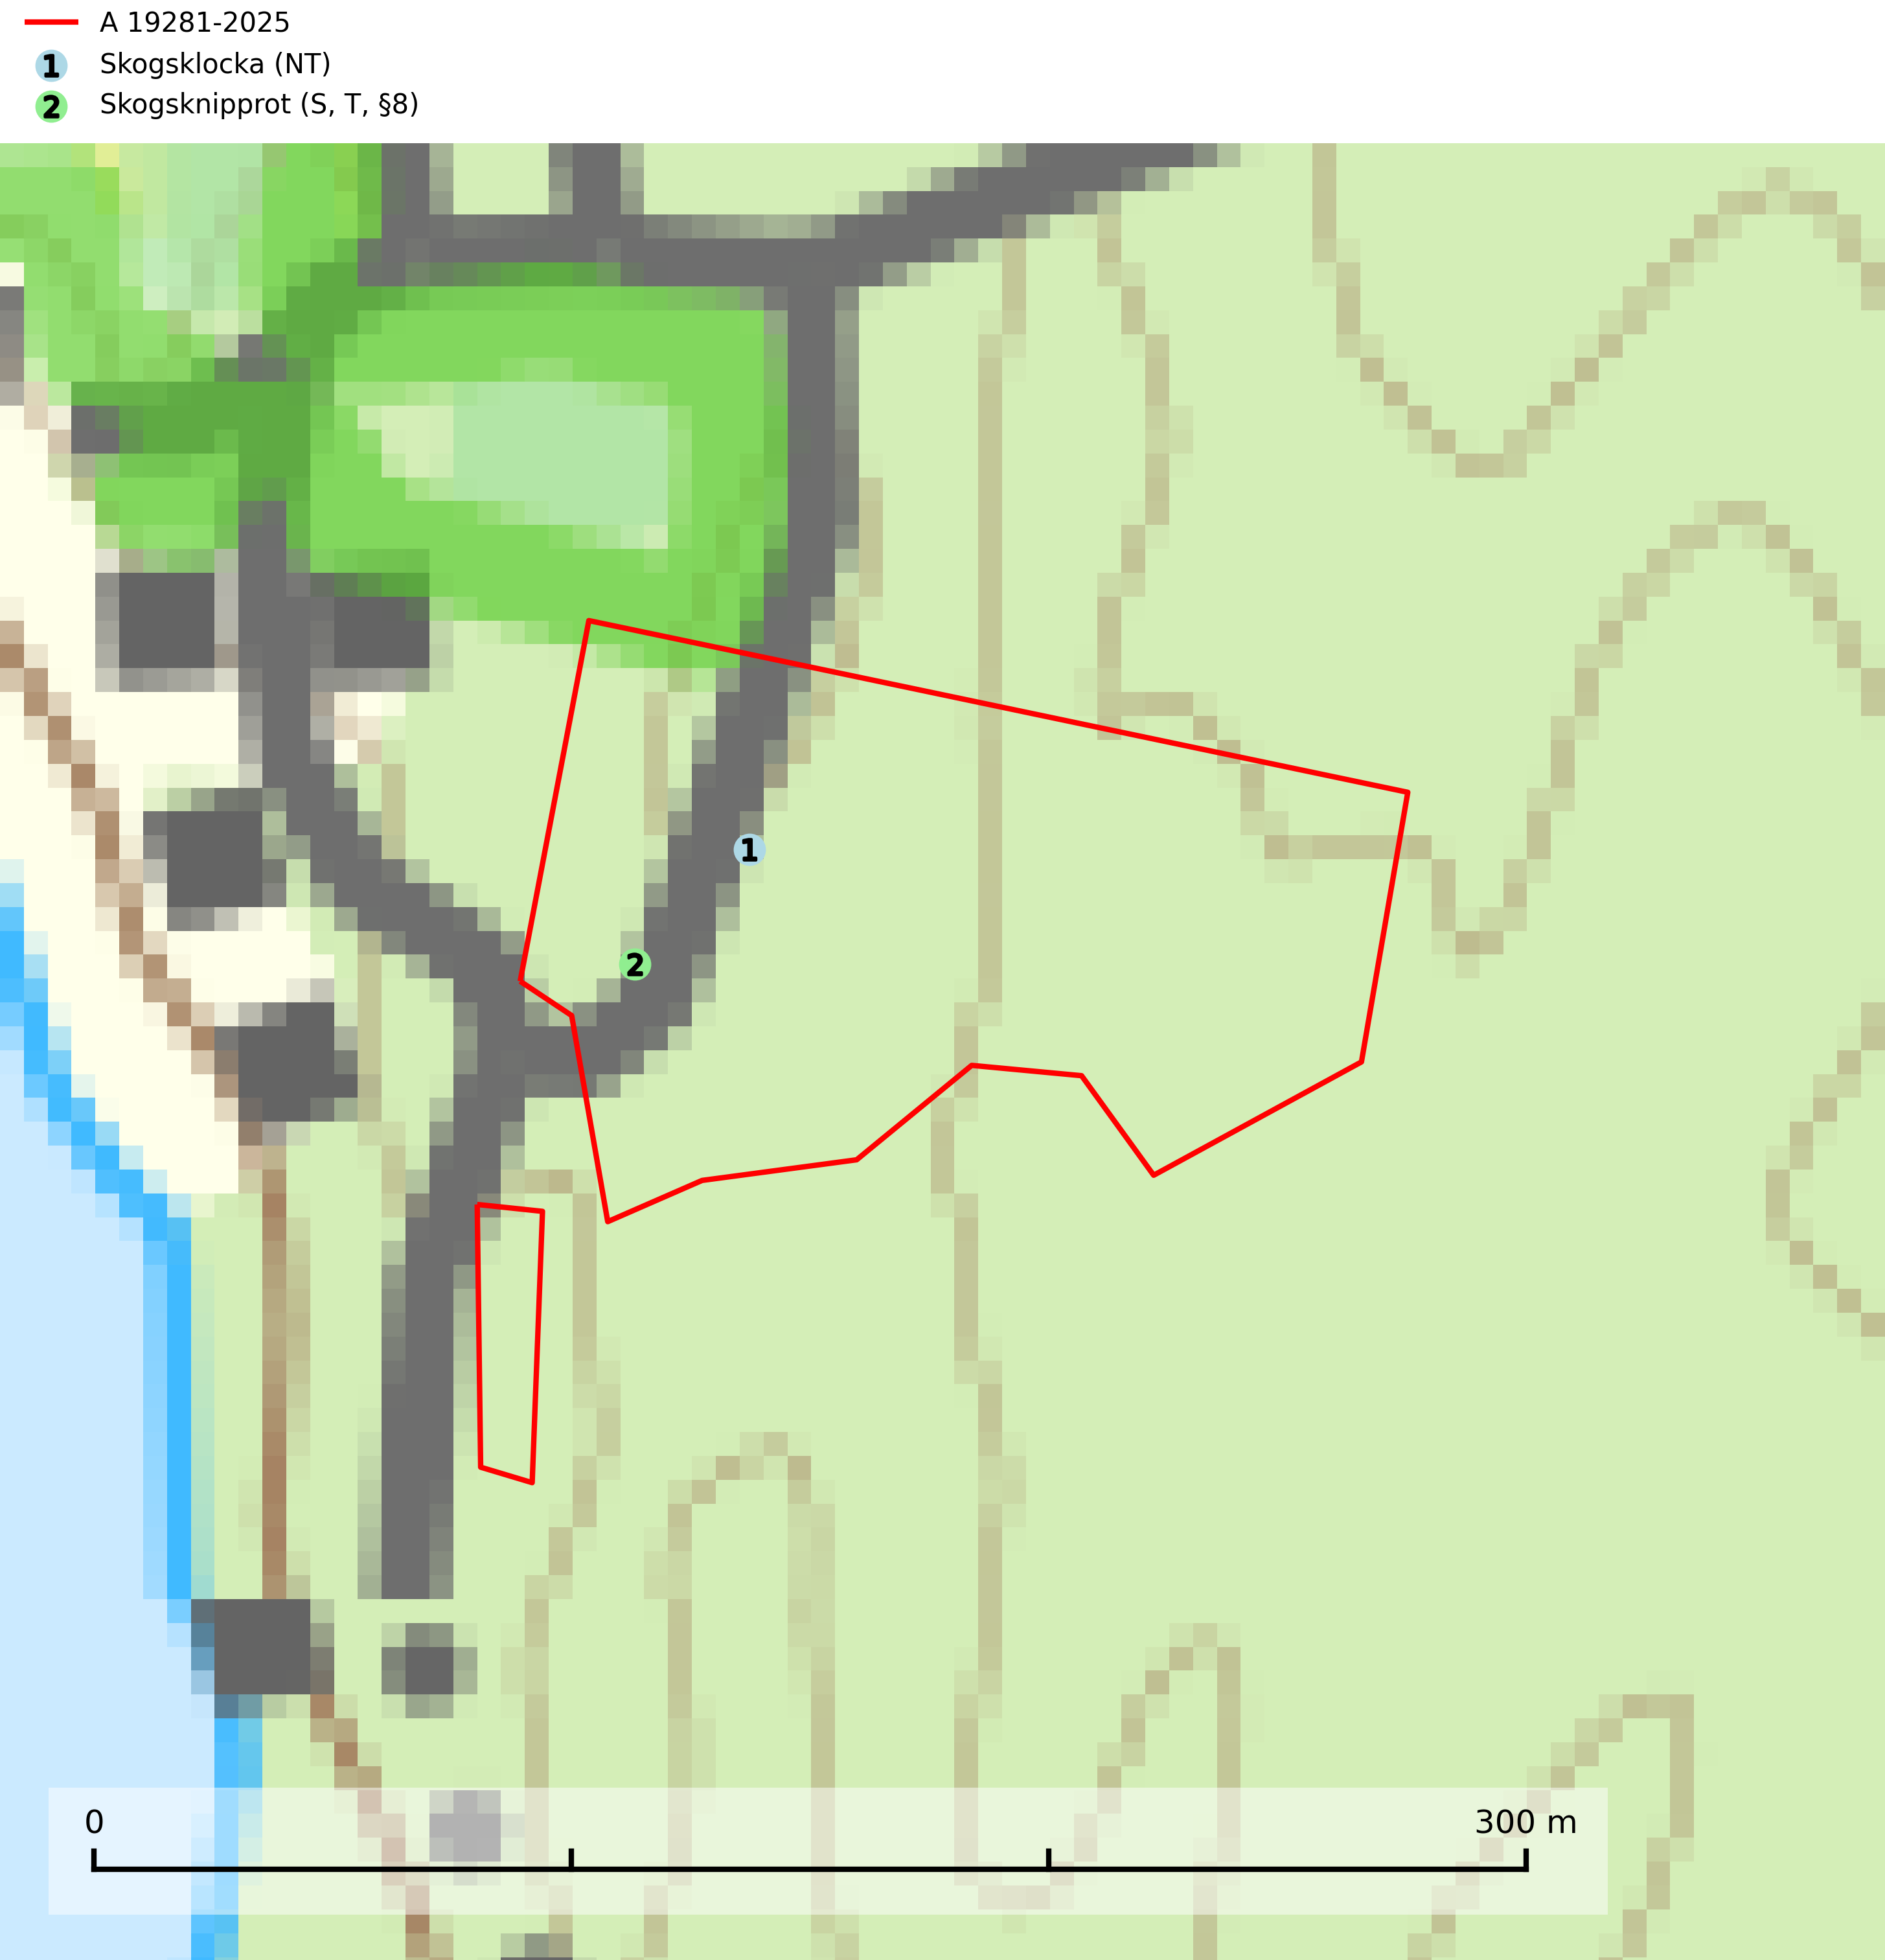 A 19281-2025
1 Skogsklocka (NT)
2 Skogsknipprot (S, T, §8)
1
2
0 300 m